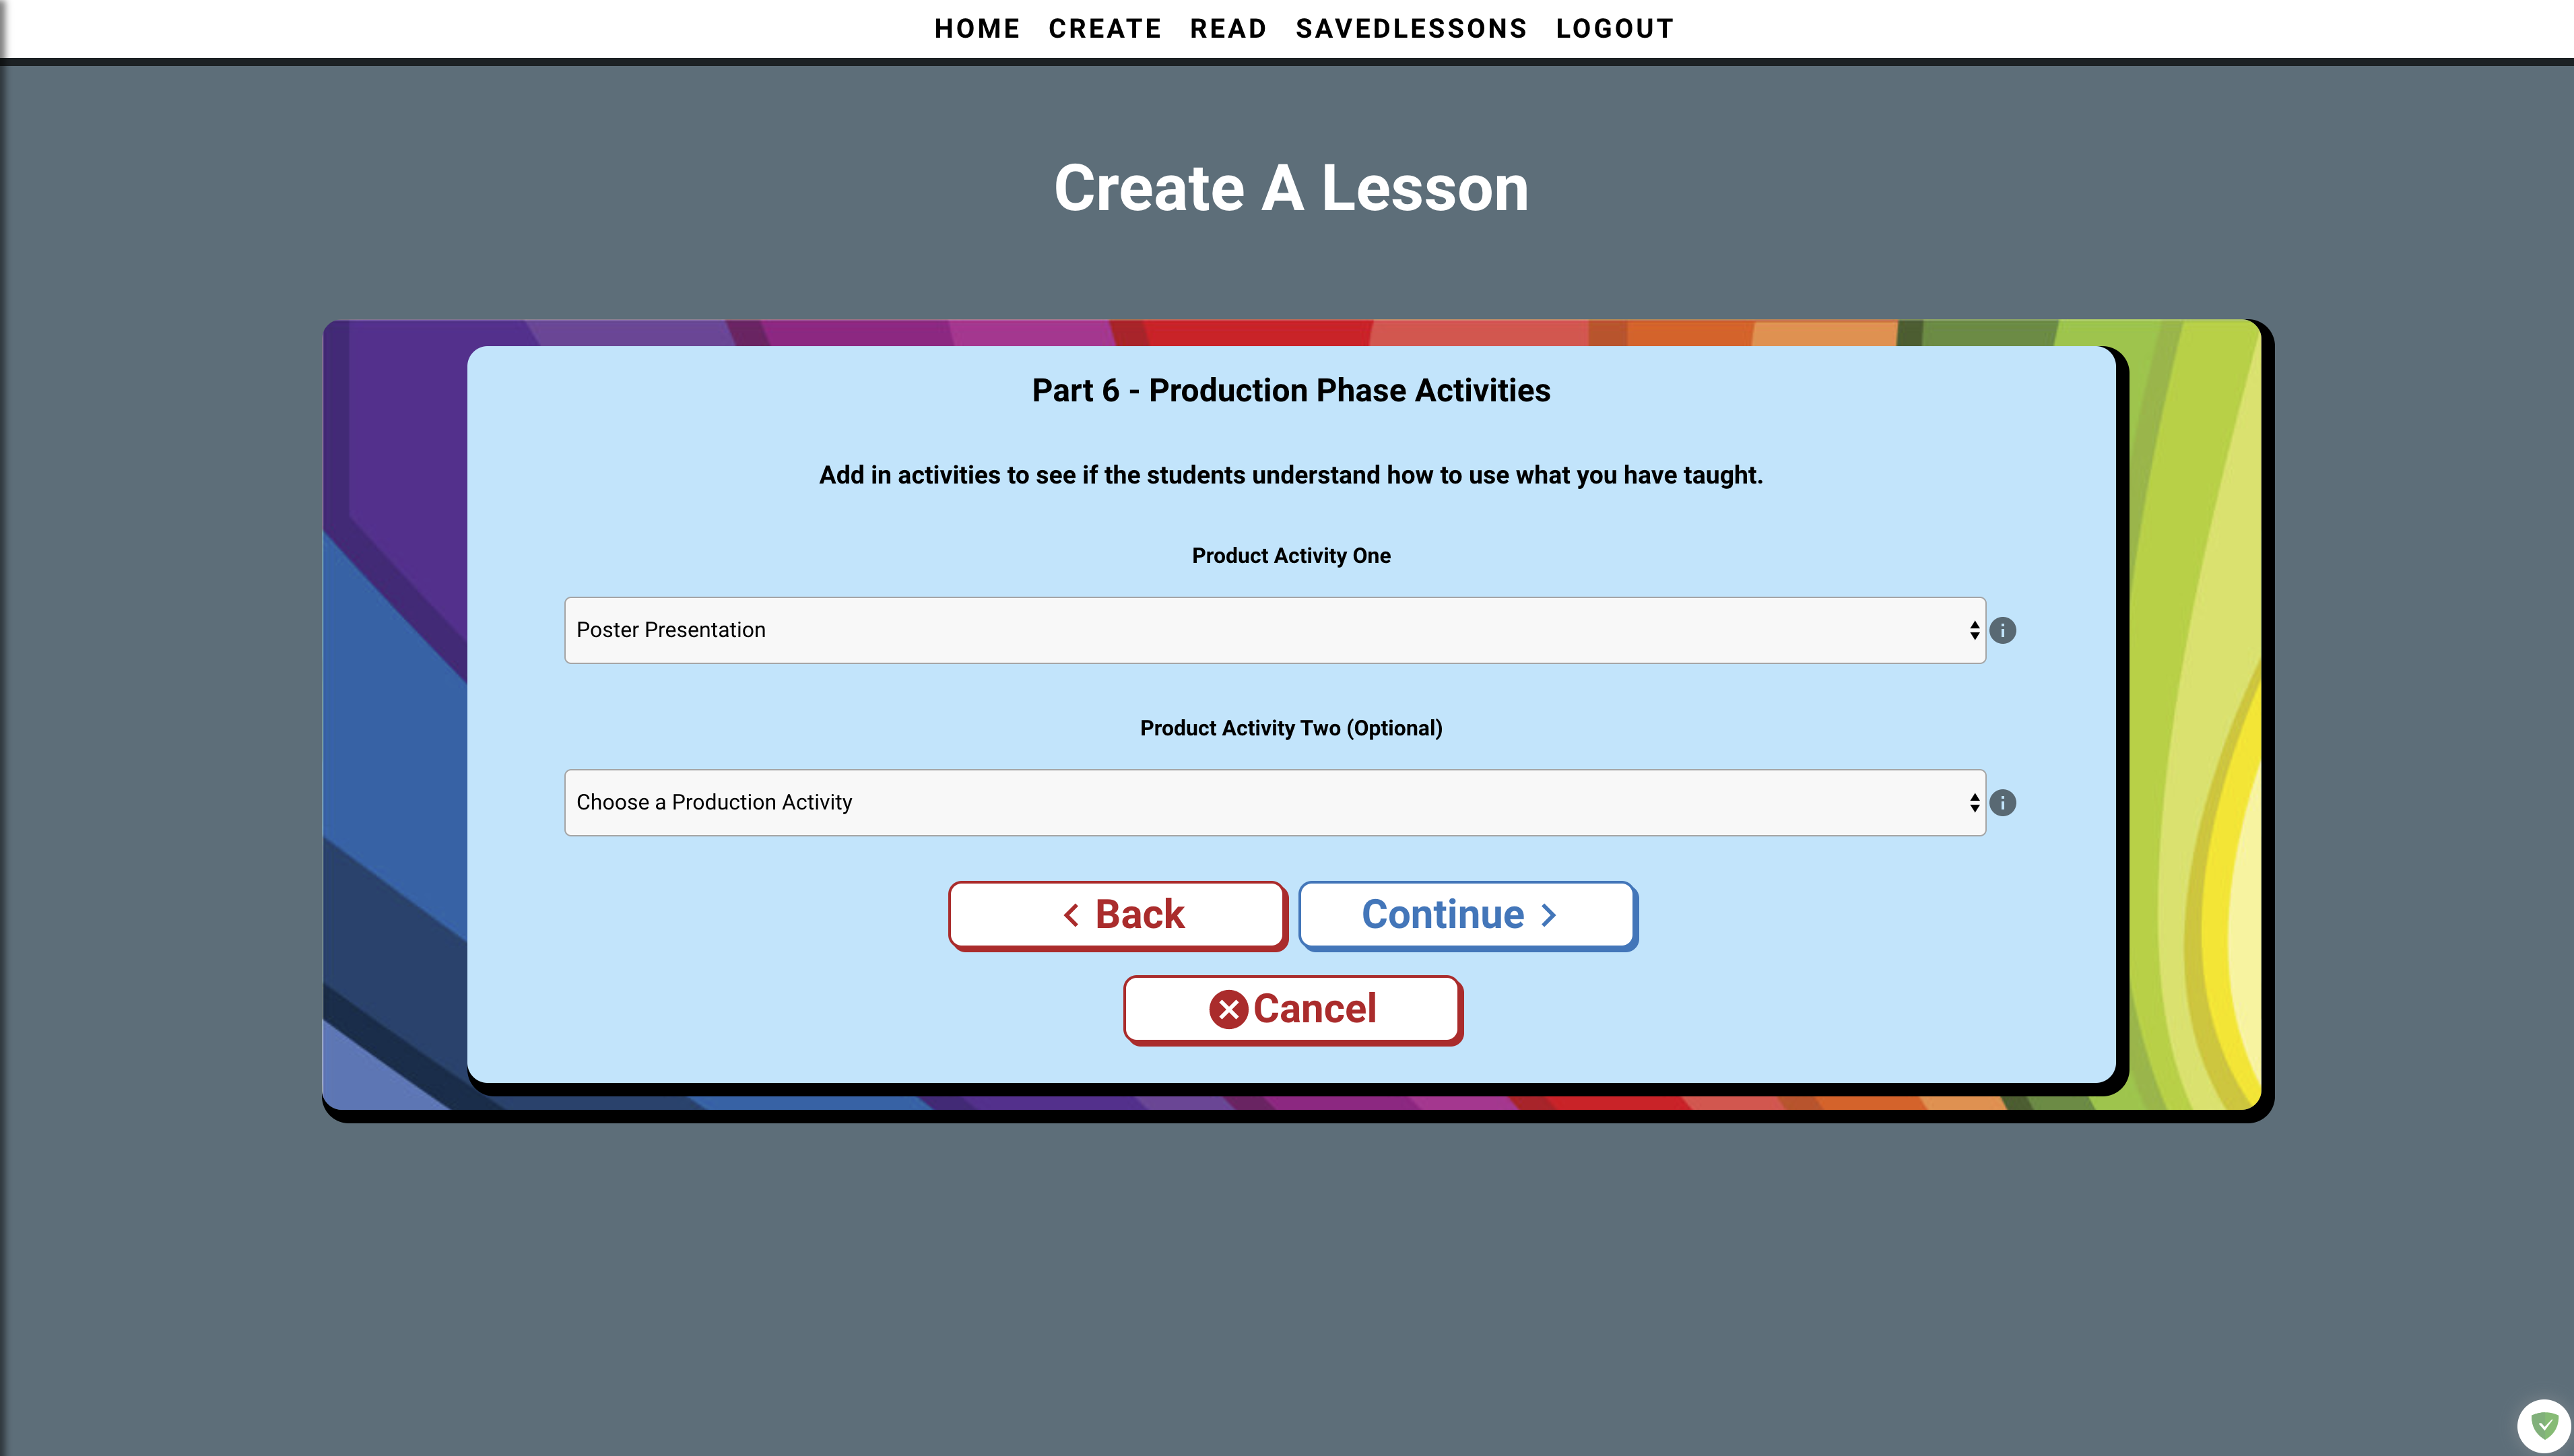 HOME CREATE READ SAVEDLESSONS LOGOUT
Create A Lesson
Part 6 - Production Phase Activities
Add in activities to see if the students understand how to use what you have taught.
Product Activity One
Poster Presentation
Product Activity Two (Optional)
Choose a Production Activity
Back Continue
Cancel